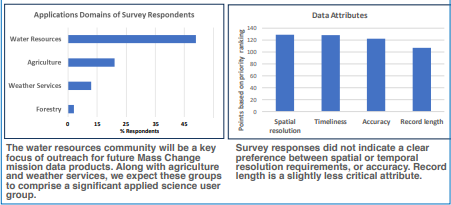 Applications Domains of Survey Respondents
Water Resources
Agriculture
Weather Services
Forestry
0 15 15 45
% Respondents
The water resources community will be a key
focus of outreach for future Mass Change
mission data products. Along with agriculture
and weather services, we expect these groups
to comprise a significant applied science user
group.
Data Attributes
Points based on priority ranking
140
120
100
80
60
40
20
0
Spatial resolution
Timeliness
Accuracy
Record length
Survey responses did not indicate a clear
preference between spatial or temporal
resolution requirements, or accuracy. Record
length is a slightly less critical attribute.